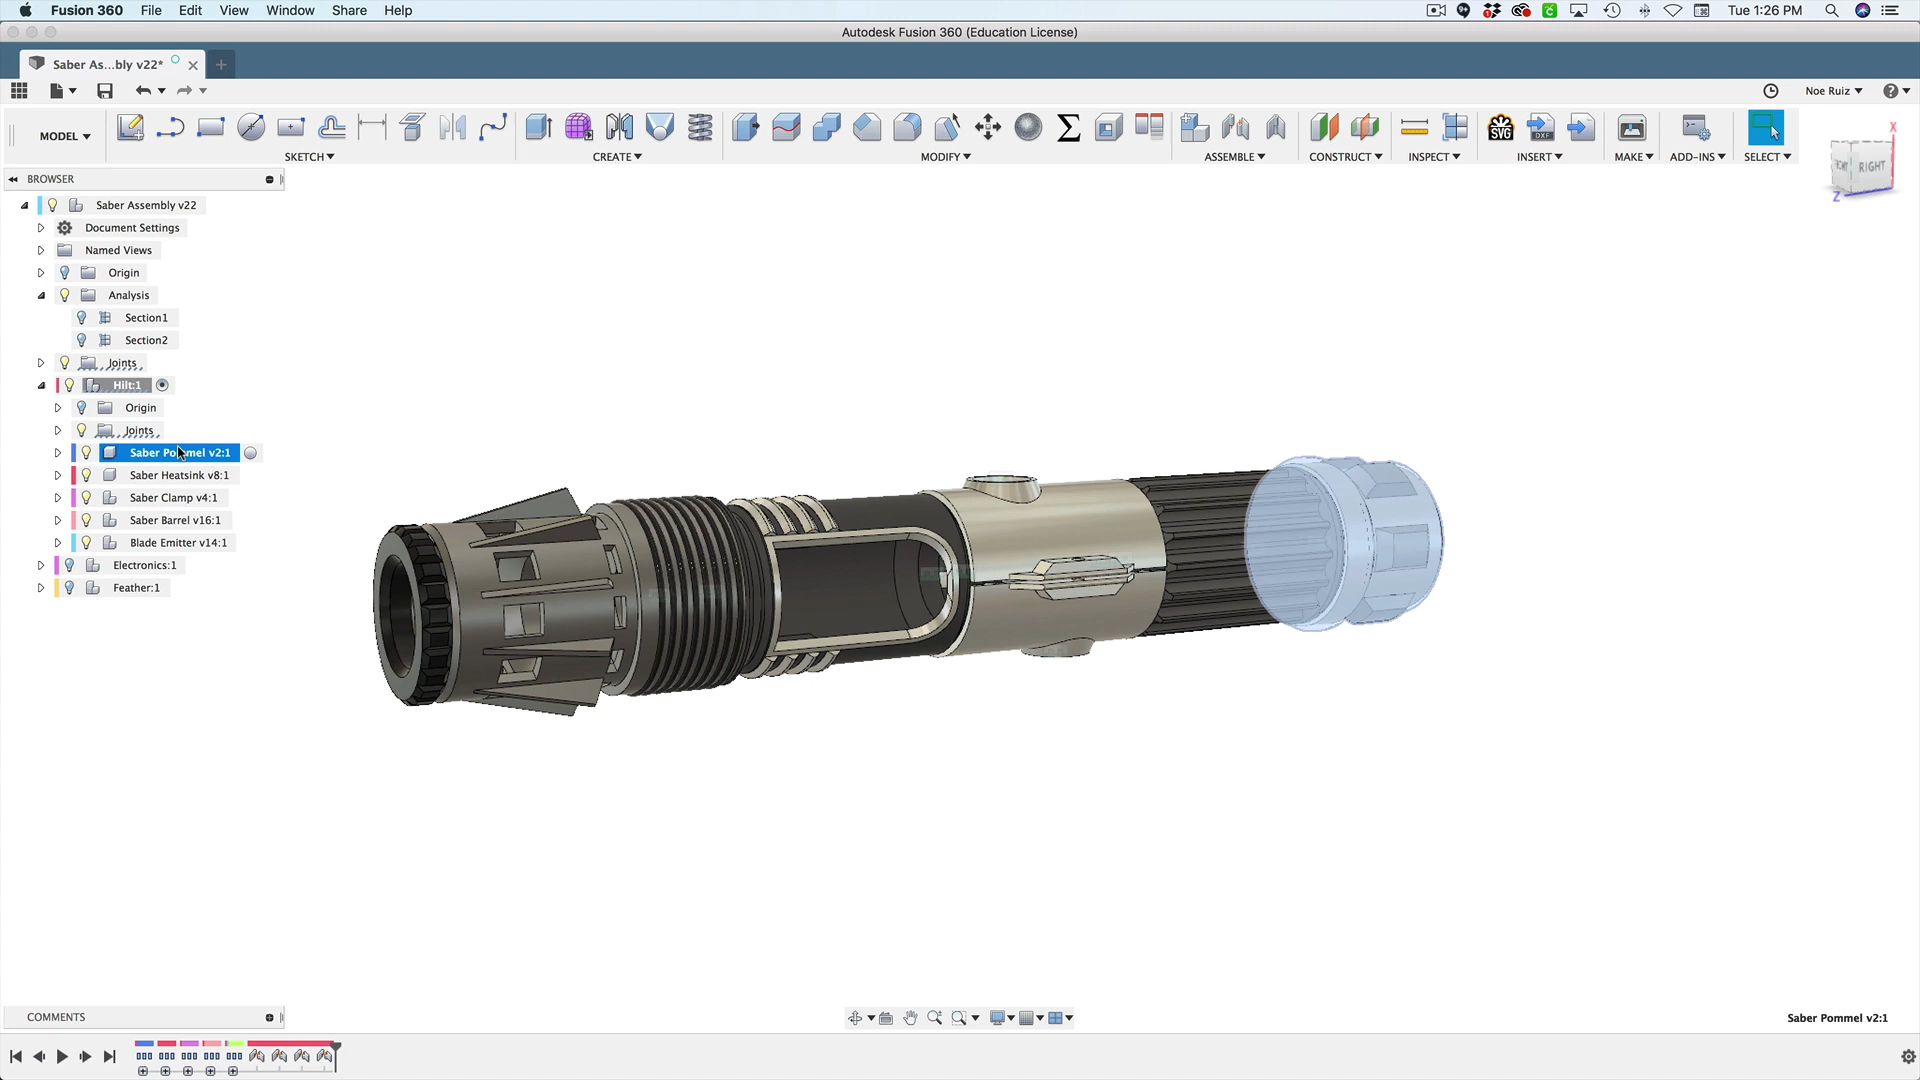 Fusion 360 File Edit View Window Share Help Tue 1:26 PM
Autodesk Fusion 360 (Education License)
Saber As...bly v22*
Noe Ruiz
MODEL
SKETCH CREATE MODIFY ASSEMBLE CONSTRUCT INSPECT INSERT MAKE ADD-INS SELECT
SVG DXF
X
RIGHT
Z
BROWSER
Saber Assembly v22
Document Settings
Named Views
Origin
Analysis
Section1
Section2
Joints
Hilt:1
Origin
Joints
Saber Pommel v2:1
Saber Heatsink v8:1
Saber Clamp v4:1
Saber Barrel v16:1
Blade Emitter v14:1
Electronics:1
Feather:1
COMMENTS
Saber Pommel v2:1